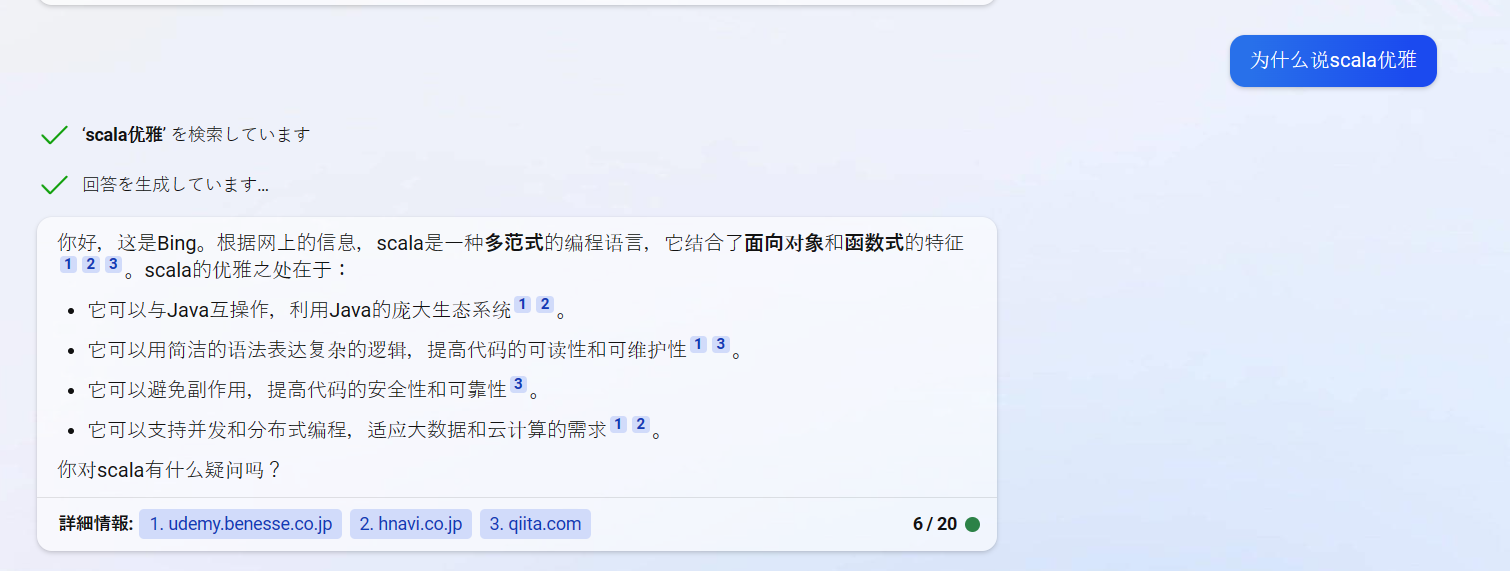 为什么说scala优雅
‘scala优雅’ を検索しています
回答を生成しています…
你好，这是Bing。根据网上的信息，scala是一种多范式的编程语言，它结合了面向对象和函数式的特征
1 2 3 。scala的优雅之处在于：
• 它可以与Java互操作，利用Java的庞大生态系统 1 2 。
• 它可以用简洁的语法表达复杂的逻辑，提高代码的可读性和可维护性 1 3 。
• 它可以避免副作用，提高代码的安全性和可靠性 3 。
• 它可以支持并发和分布式编程，适应大数据和云计算的需求 1 2 。
你对scala有什么疑问吗？
詳細情報: 1. udemy.benesse.co.jp 2. hnavi.co.jp 3. qiita.com 6 / 20